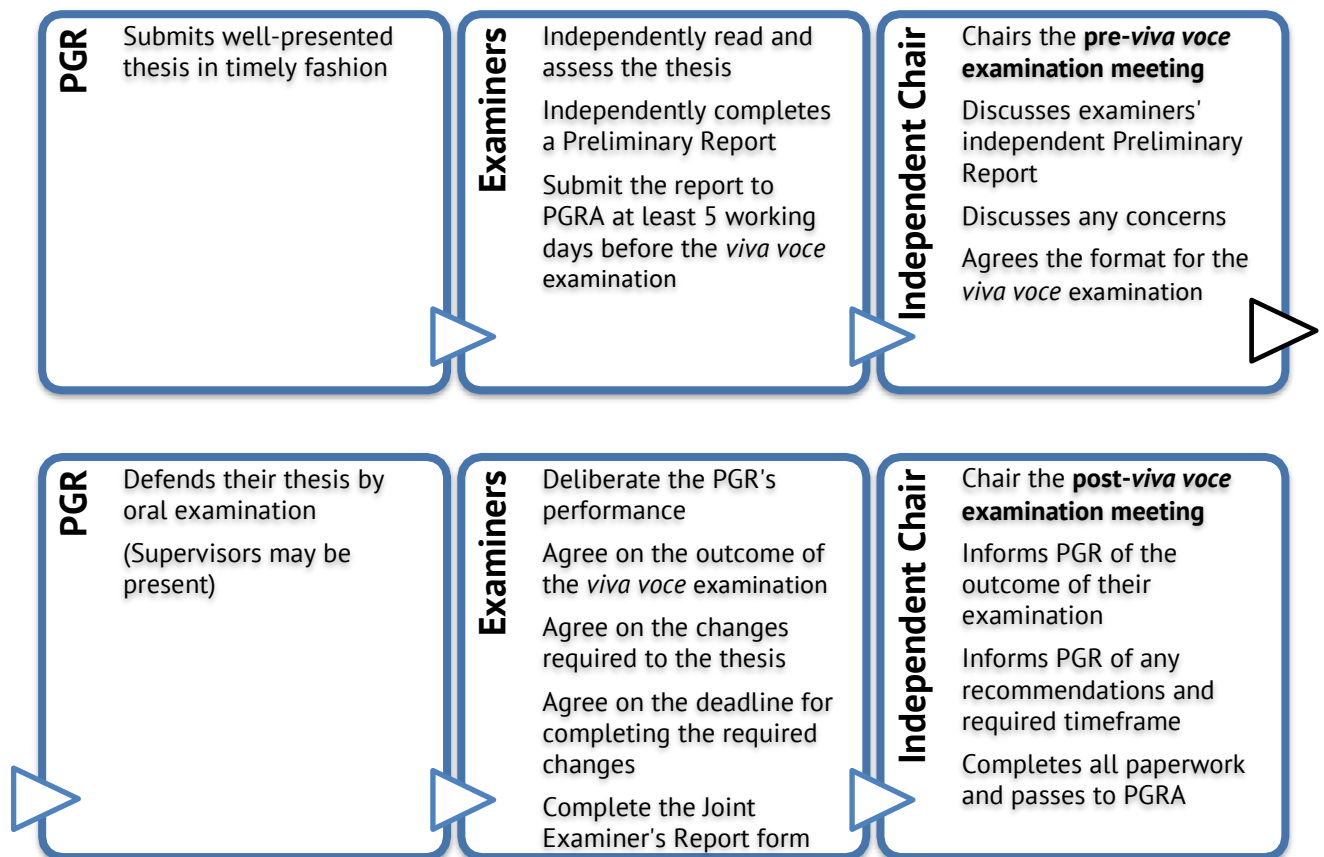 PGR
Submits well-presented
thesis in timely fashion
Examiners
Independently read and
assess the thesis
Independently completes
a Preliminary Report
Submit the report to
PGRA at least 5 working
days before the viva voce
examination
Independent Chair
Chairs the pre-viva voce
examination meeting
Discusses examiners'
independent Preliminary
Report
Discusses any concerns
Agrees the format for the
viva voce examination
PGR
Defends their thesis by
oral examination
(Supervisors may be
present)
Examiners
Deliberate the PGR's
performance
Agree on the outcome of
the viva voce examination
Agree on the changes
required to the thesis
Agree on the deadline for
completing the required
changes
Complete the Joint
Examiner's Report form
Independent Chair
Chair the post-viva voce
examination meeting
Informs PGR of the
outcome of their
examination
Informs PGR of any
recommendations and
required timeframe
Completes all paperwork
and passes to PGRA